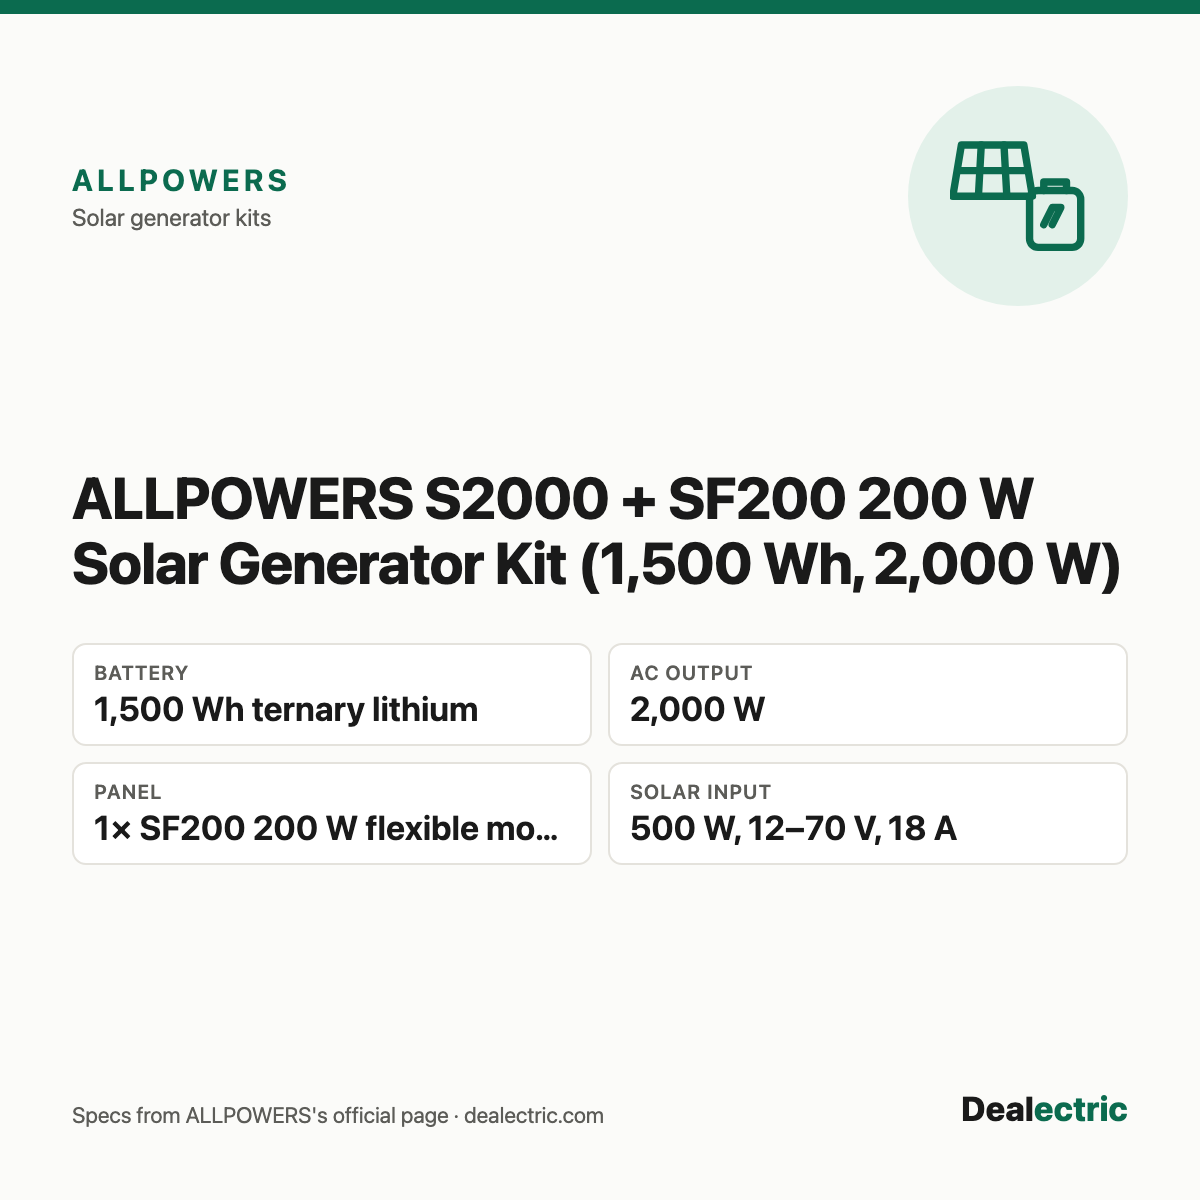 ALLPOWERS
Solar generator kits
ALLPOWERS S2000 + SF200 200 W
Solar Generator Kit (1,500 Wh, 2,000 W)
BATTERY
1,500 Wh ternary lithium
AC OUTPUT
2,000 W
PANEL
1× SF200 200 W flexible mo...
SOLAR INPUT
500 W, 12–70 V, 18 A
Specs from ALLPOWERS's official page · dealectric.com
Dealectric